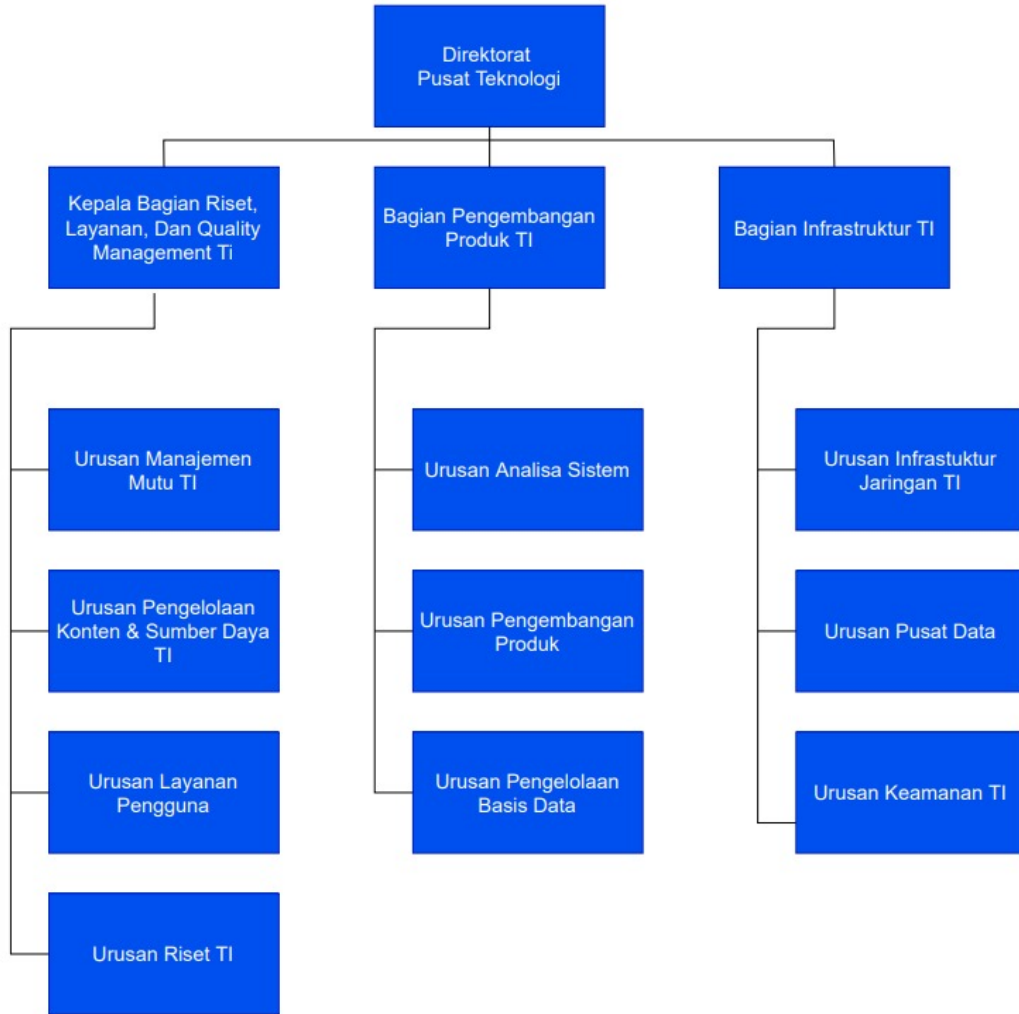 Direktorat
Pusat Teknologi
Kepala Bagian Riset,
Layanan, Dan Quality
Management Ti
Bagian Pengembangan
Produk TI
Bagian Infrastruktur TI
Urusan Manajemen
Mutu TI
Urusan Analisa Sistem
Urusan Infrastuktur
Jaringan TI
Urusan Pengelolaan
Konten & Sumber Daya
TI
Urusan Pengembangan
Produk
Urusan Pusat Data
Urusan Layanan
Pengguna
Urusan Pengelolaan
Basis Data
Urusan Keamanan TI
Urusan Riset TI